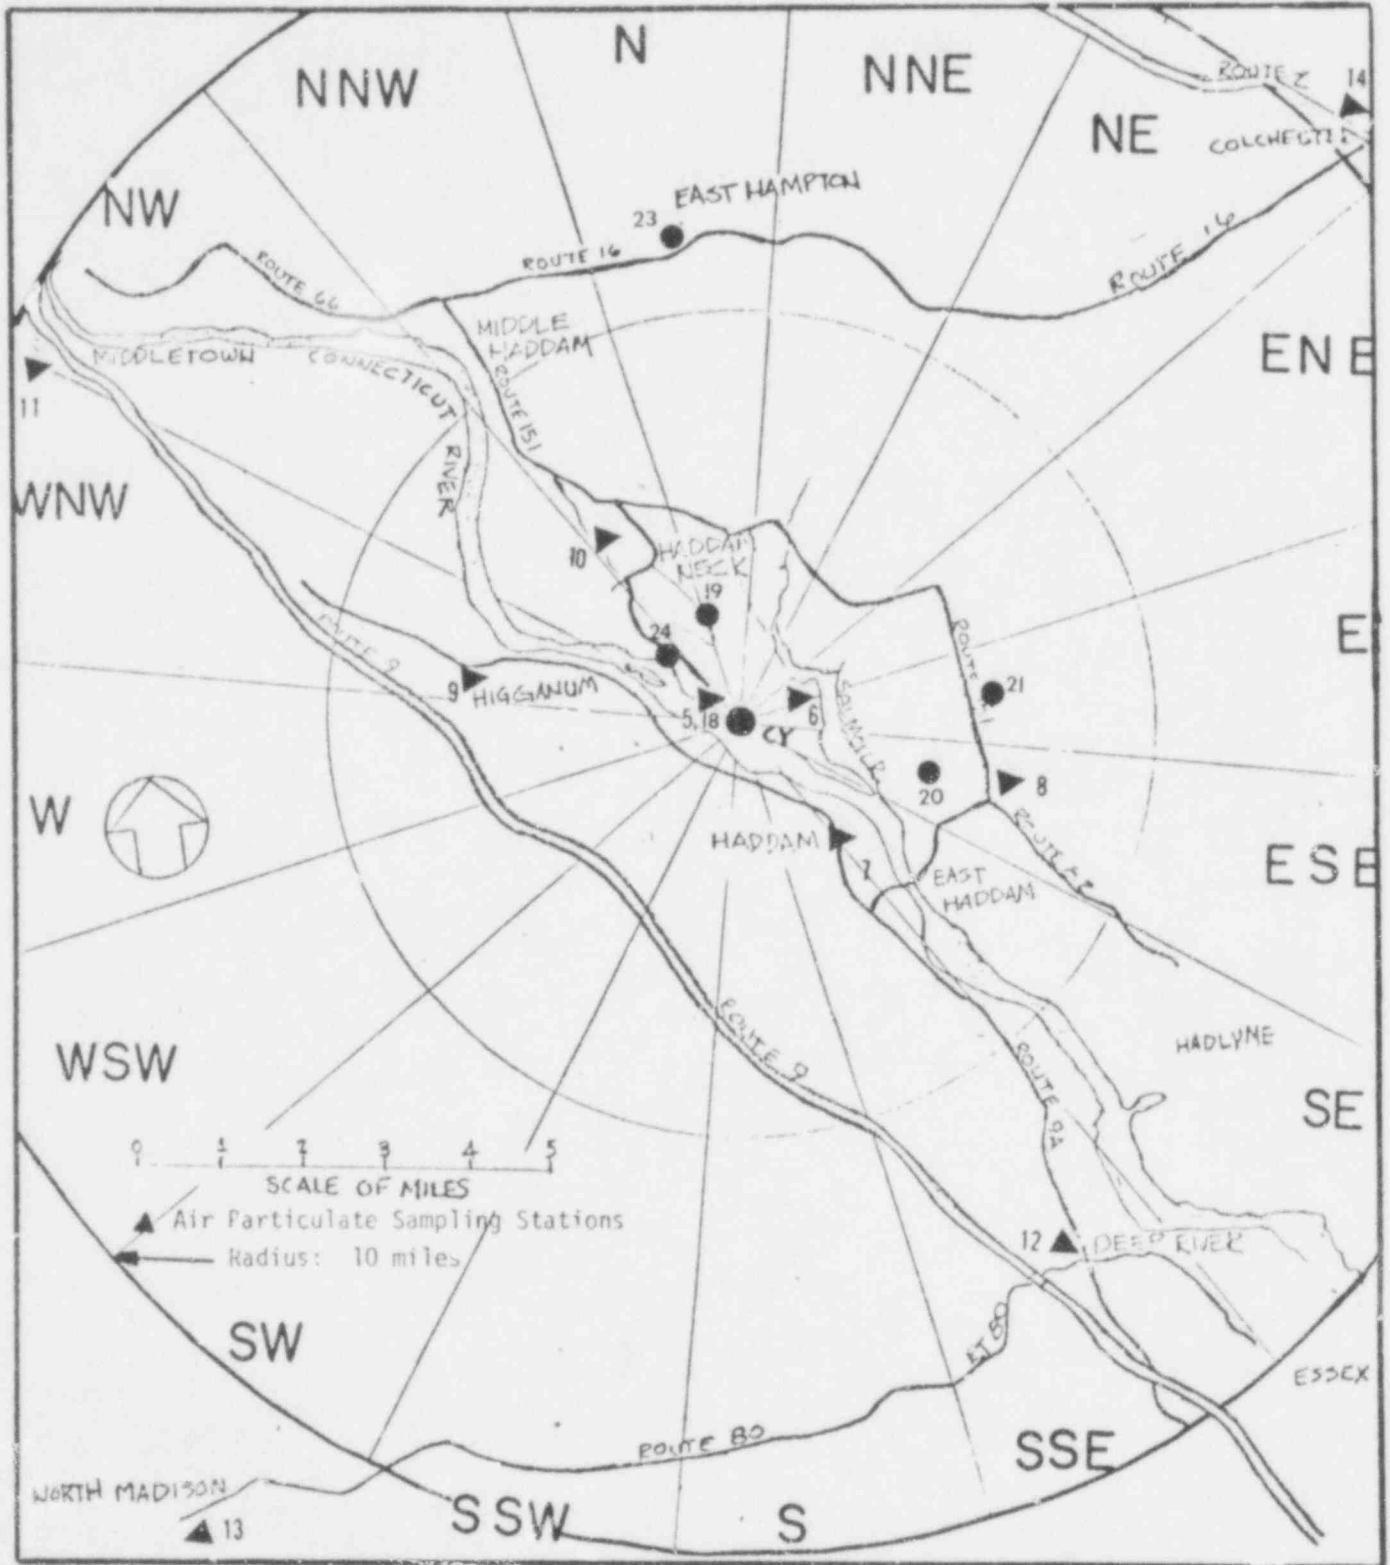 N
NNW
NNE
ROUTE 2
14
NE
NW
EAST HAMPTON
23
ROUTE 16
ROUTE 16
ROUTE 66
MIDDLE
HADDAM
ENE
MIDDLETOWN
CONNECTICUT
RIVER
11
ROUTE 151
WNW
10
HADDAM
NECK
19
24
E
ROUTE 9
21
9
HIGGANUM
5,18
CY
6
SALMON R
20
8
W
HADDAM
7
EAST
HADDAM
ROUTE 82
ESE
ROUTE 9
ROUTE 9A
HADLYME
WSW
SE
0 1 2 3 4 5
SCALE OF MILES
Air Particulate Sampling Stations
Radius: 10 miles
12
DEEP RIVER
SW
RT 80
ESSEX
ROUTE 80
SSE
NORTH MADISON
13
SSW
S